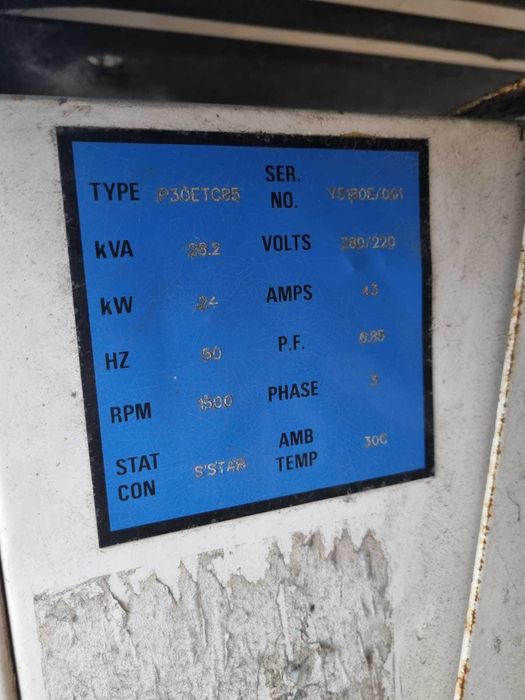 TYPE P30ETC85 SER. NO. Y5180E/001
kVA 28.2 VOLTS 380/220
kW 24 AMPS 43
HZ 50 P.F. 0.85
RPM 1500 PHASE 3
STAT CON S'STAR AMB TEMP 30C